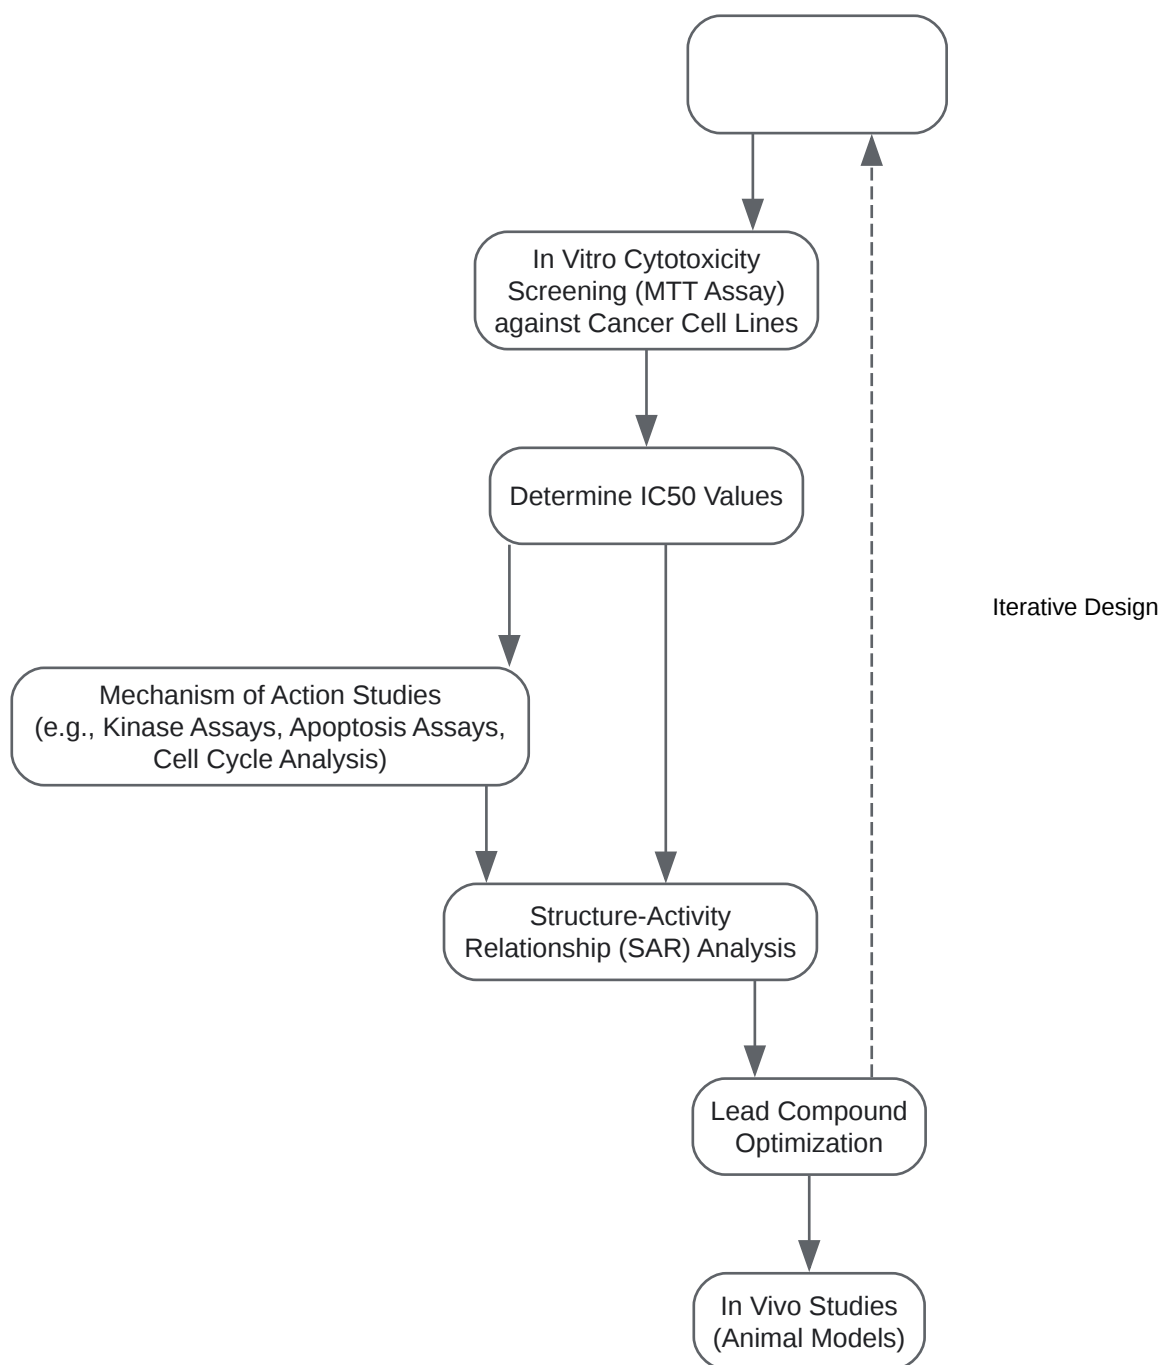 In Vitro Cytotoxicity
Screening (MTT Assay)
against Cancer Cell Lines
Determine IC50 Values
Iterative Design
Mechanism of Action Studies
(e.g., Kinase Assays, Apoptosis Assays,
Cell Cycle Analysis)
Structure-Activity
Relationship (SAR) Analysis
Lead Compound
Optimization
In Vivo Studies
(Animal Models)